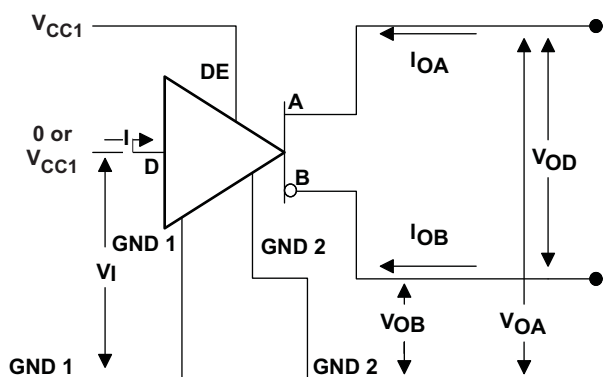 VCC1
DE
IOA
A
0 or
VCC1
I
D
VOD
B
GND 1
GND 2
IOB
VI
VOB
VOA
GND 1
GND 2